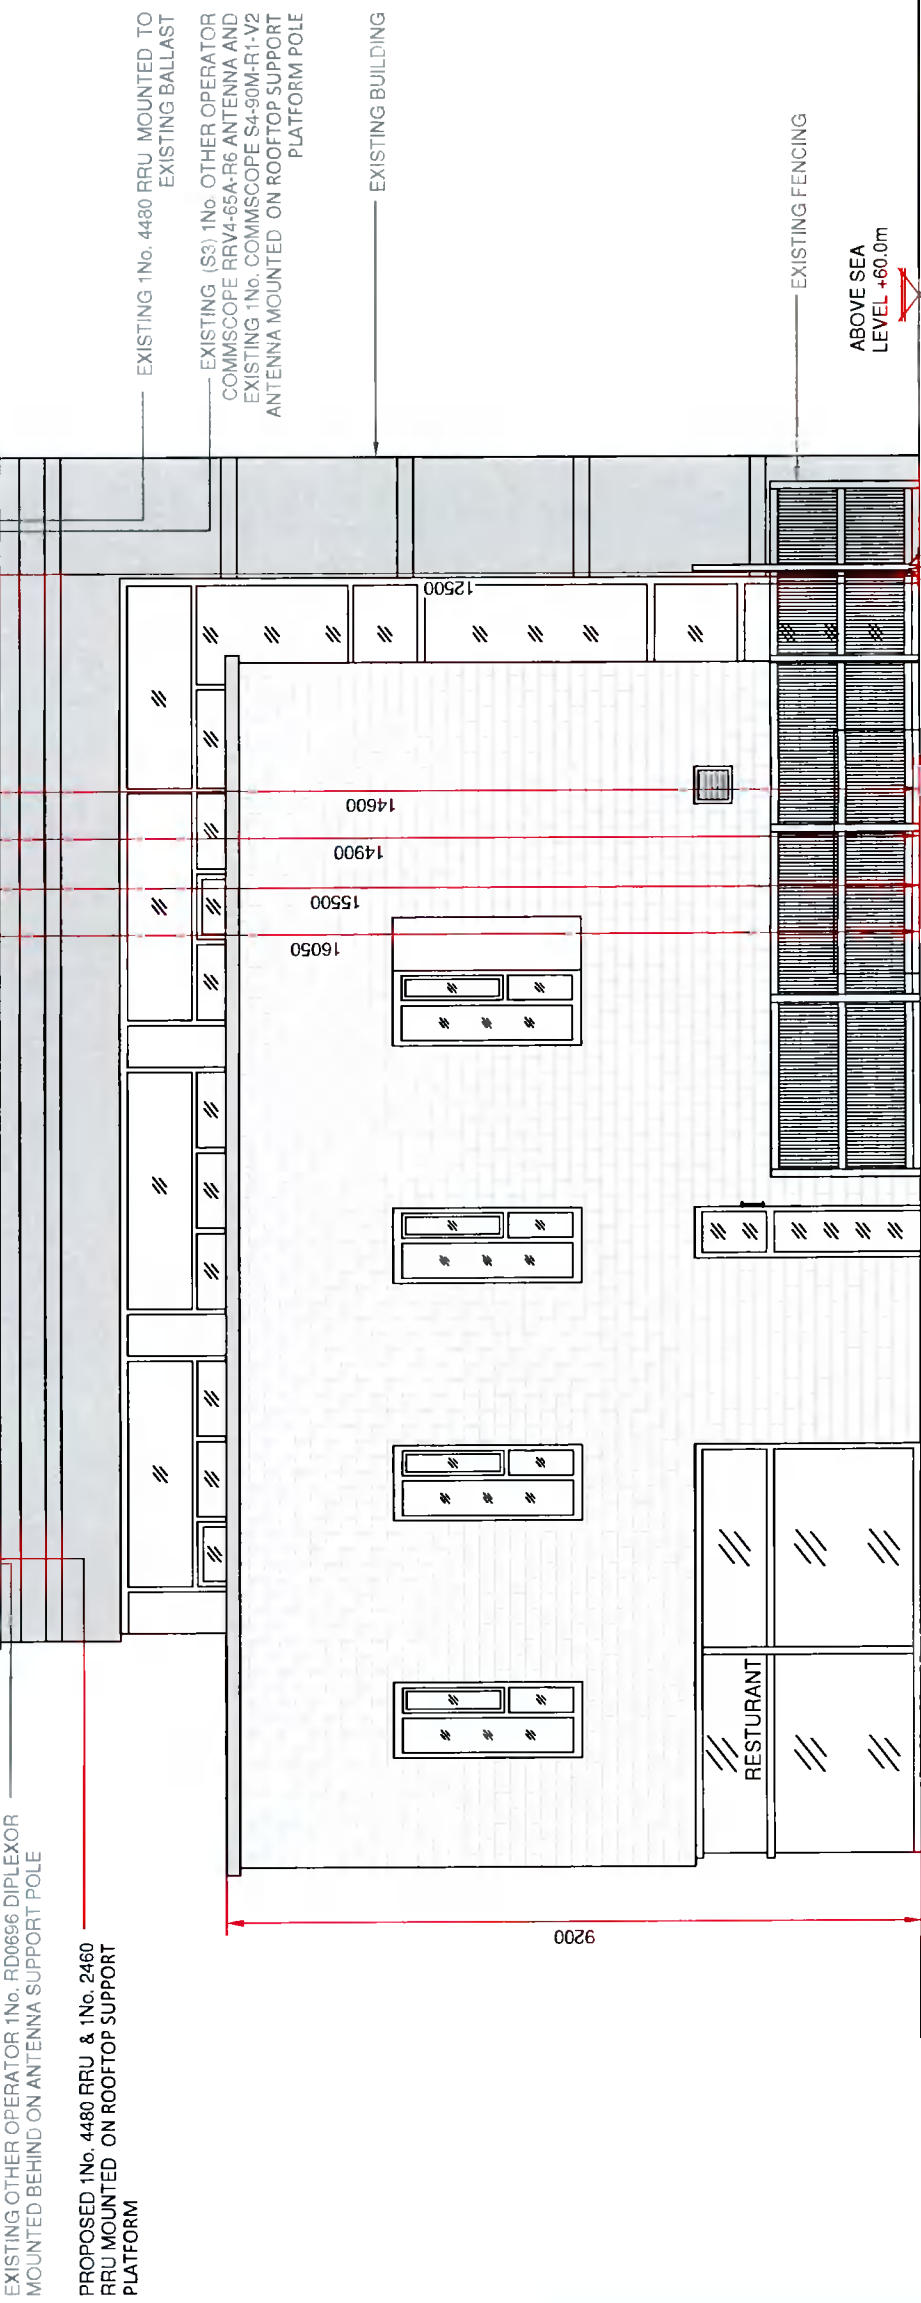 EXISTING OTHER OPERATOR 1No. RD0696 DIPLEXOR
MOUNTED BEHIND ON ANTENNA SUPPORT POLE
PROPOSED 1No. 4480 RRU & 1No. 2460
RRU MOUNTED ON ROOFTOP SUPPORT
PLATFORM
EXISTING 1No. 4480 RRU MOUNTED TO
EXISTING BALLAST
EXISTING (S3) 1No. OTHER OPERATOR
COMMSCOPE RRV4-65A-R6 ANTENNA AND
EXISTING 1No. COMMSCOPE S4-90M-R1-V2
ANTENNA MOUNTED ON ROOFTOP SUPPORT
PLATFORM POLE
EXISTING BUILDING
EXISTING FENCING
ABOVE SEA
LEVEL +60.0m
9200
16050
15500
14900
14600
12500
RESTURANT